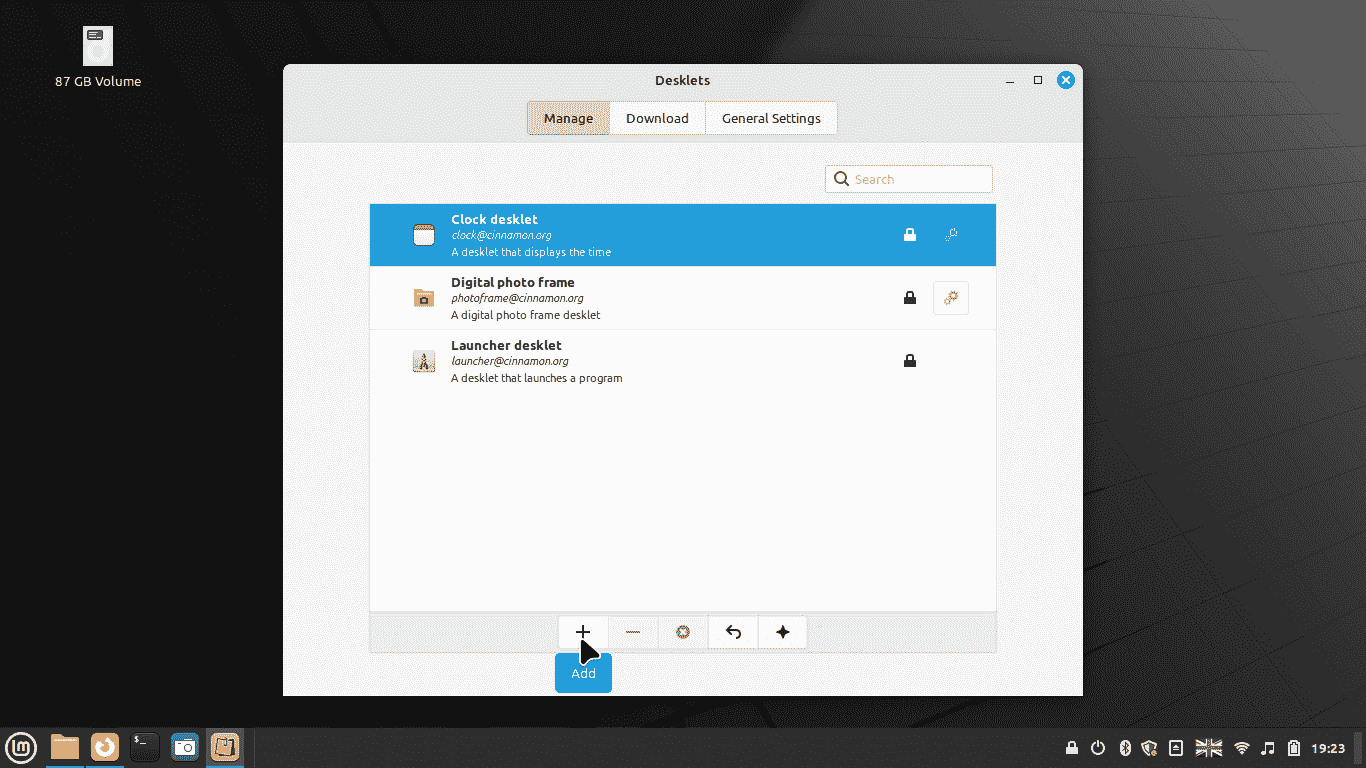 87 GB Volume
Desklets
Manage
Download
General Settings
Search
Clock desklet
clock@cinnamon.org
A desklet that displays the time
Digital photo frame
photoframe@cinnamon.org
A digital photo frame desklet
Launcher desklet
launcher@cinnamon.org
A desklet that launches a program
Add
19:23